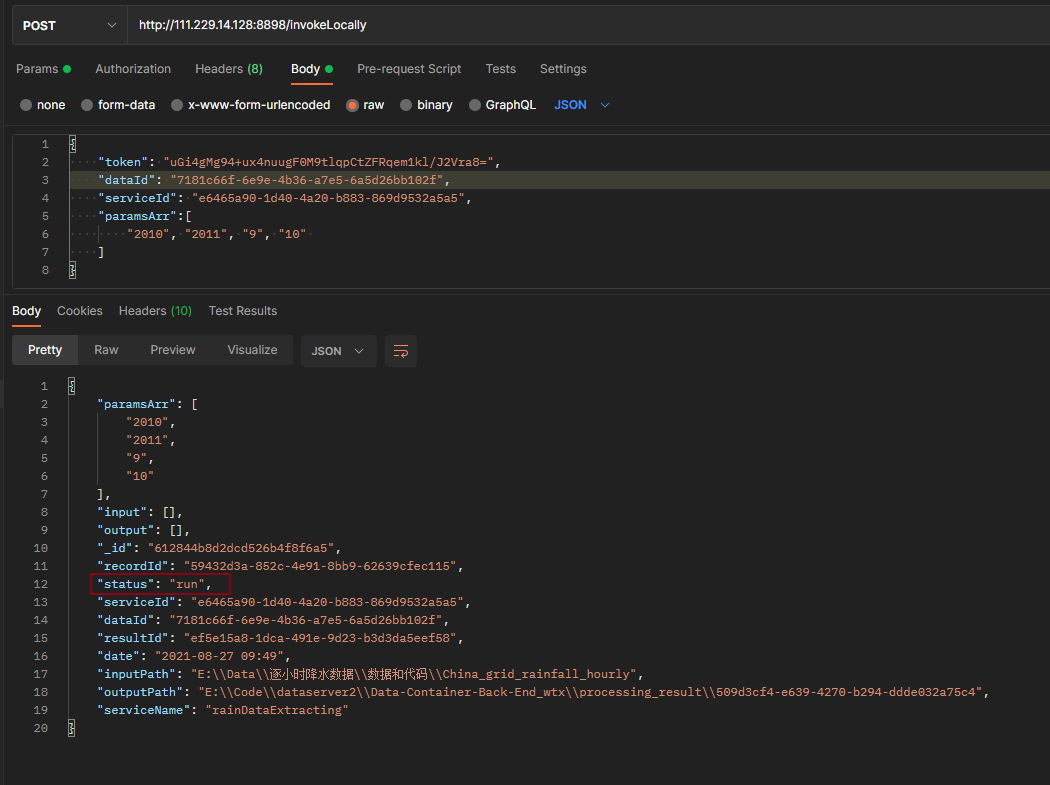 POST http://111.229.14.128:8898/invokeLocally
Params Authorization Headers (8) Body Pre-request Script Tests Settings
none form-data x-www-form-urlencoded raw binary GraphQL JSON
1 {
2 "token": "uGi4gMg94+ux4nuugF0M9tlqpCtZFRqem1kl/J2Vra8=",
3 "dataId": "7181c66f-6e9e-4b36-a7e5-6a5d26bb102f",
4 "serviceId": "e6465a90-1d40-4a20-b883-869d9532a5a5",
5 "paramsArr":[
6 "2010", "2011", "9", "10"
7 ]
8 }
Body Cookies Headers (10) Test Results
Pretty Raw Preview Visualize JSON
1 {
2 "paramsArr": [
3 "2010",
4 "2011",
5 "9",
6 "10"
7 ],
8 "input": [],
9 "output": [],
10 "_id": "612844b8d2dcd526b4f8f6a5",
11 "recordId": "59432d3a-852c-4e91-8bb9-62639cfec115",
12 "status": "run",
13 "serviceId": "e6465a90-1d40-4a20-b883-869d9532a5a5",
14 "dataId": "7181c66f-6e9e-4b36-a7e5-6a5d26bb102f",
15 "resultId": "ef5e15a8-1dca-491e-9d23-b3d3da5eef58",
16 "date": "2021-08-27 09:49",
17 "inputPath": "E:\\Data\\逐小时降水数据\\数据和代码\\China_grid_rainfall_hourly",
18 "outputPath": "E:\\Code\\dataserver2\\Data-Container-Back-End_wtx\\processing_result\\509d3cf4-e639-4270-b294-ddde032a75c4",
19 "serviceName": "rainDataExtracting"
20 }